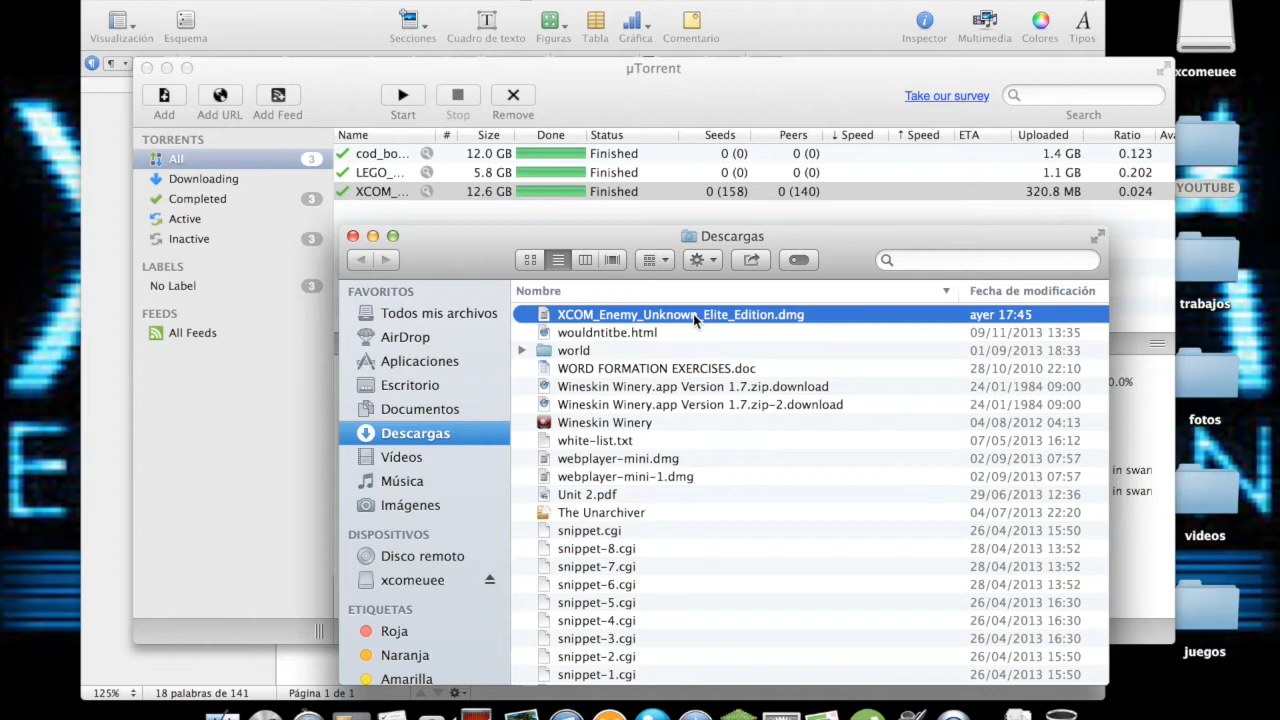 Visualización Esquema Secciones Cuadro de texto Figuras Tabla Gráfica Comentario Inspector Multimedia Colores Tipos
xcomeuee
µTorrent
Add Add URL Add Feed Start Stop Remove Take our survey Search
TORRENTS
All 3
Downloading
Completed 3
Active
Inactive 3
LABELS
No Label 3
FEEDS
All Feeds
Name # Size Done Status Seeds Peers ↓ Speed ↑ Speed ETA Uploaded Ratio Ava
cod_bo... 12.0 GB Finished 0 (0) 0 (0) 1.4 GB 0.123
LEGO_... 5.8 GB Finished 0 (0) 0 (0) 1.1 GB 0.202
XCOM_... 12.6 GB Finished 0 (158) 0 (140) 320.8 MB 0.024
YOUTUBE
trabajos
fotos
videos
juegos
Descargas
FAVORITOS
Todos mis archivos
AirDrop
Aplicaciones
Escritorio
Documentos
Descargas
Vídeos
Música
Imágenes
DISPOSITIVOS
Disco remoto
xcomeuee
ETIQUETAS
Roja
Naranja
Amarilla
Nombre Fecha de modificación
XCOM_Enemy_Unknown_Elite_Edition.dmg ayer 17:45
wouldntitbe.html 09/11/2013 13:35
world 01/09/2013 18:33
WORD FORMATION EXERCISES.doc 28/10/2010 22:10
Wineskin Winery.app Version 1.7.zip.download 24/01/1984 09:00
Wineskin Winery.app Version 1.7.zip-2.download 24/01/1984 09:00
Wineskin Winery 04/08/2012 04:13
white-list.txt 07/05/2013 16:12
webplayer-mini.dmg 02/09/2013 07:57
webplayer-mini-1.dmg 02/09/2013 07:57
Unit 2.pdf 29/06/2013 12:36
The Unarchiver 04/07/2013 22:20
snippet.cgi 26/04/2013 15:50
snippet-8.cgi 28/04/2013 13:52
snippet-7.cgi 28/04/2013 13:52
snippet-6.cgi 28/04/2013 13:52
snippet-5.cgi 26/04/2013 16:30
snippet-4.cgi 26/04/2013 16:30
snippet-3.cgi 26/04/2013 16:30
snippet-2.cgi 26/04/2013 15:50
snippet-1.cgi 26/04/2013 15:50
0.0%
in swarm
in swarm
125% 18 palabras de 141 Página 1 de 1